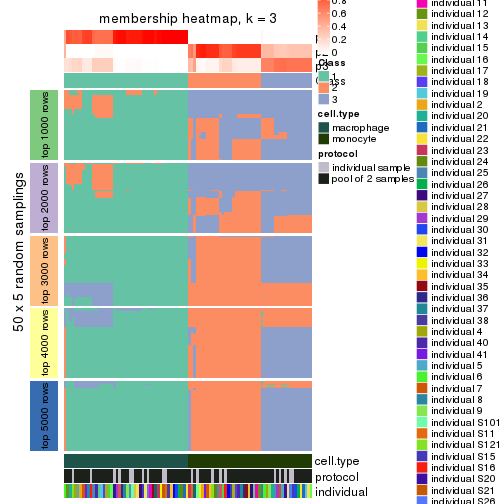 membership heatmap, k = 3
50 x 5 random samplings
top 1000 rows
top 2000 rows
top 3000 rows
top 4000 rows
top 5000 rows
cell.type
protocol
individual
0.8
0.6
0.4
0.2
0
Class
1
2
3
cell.type
macrophage
monocyte
protocol
individual sample
pool of 2 samples
individual 11
individual 12
individual 13
individual 14
individual 15
individual 16
individual 17
individual 18
individual 19
individual 2
individual 20
individual 21
individual 22
individual 23
individual 24
individual 25
individual 26
individual 27
individual 28
individual 29
individual 30
individual 31
individual 32
individual 33
individual 34
individual 35
individual 36
individual 37
individual 38
individual 4
individual 40
individual 41
individual 5
individual 6
individual 7
individual 8
individual 9
individual S101
individual S11
individual S121
individual S15
individual S16
individual S20
individual S21
individual S26